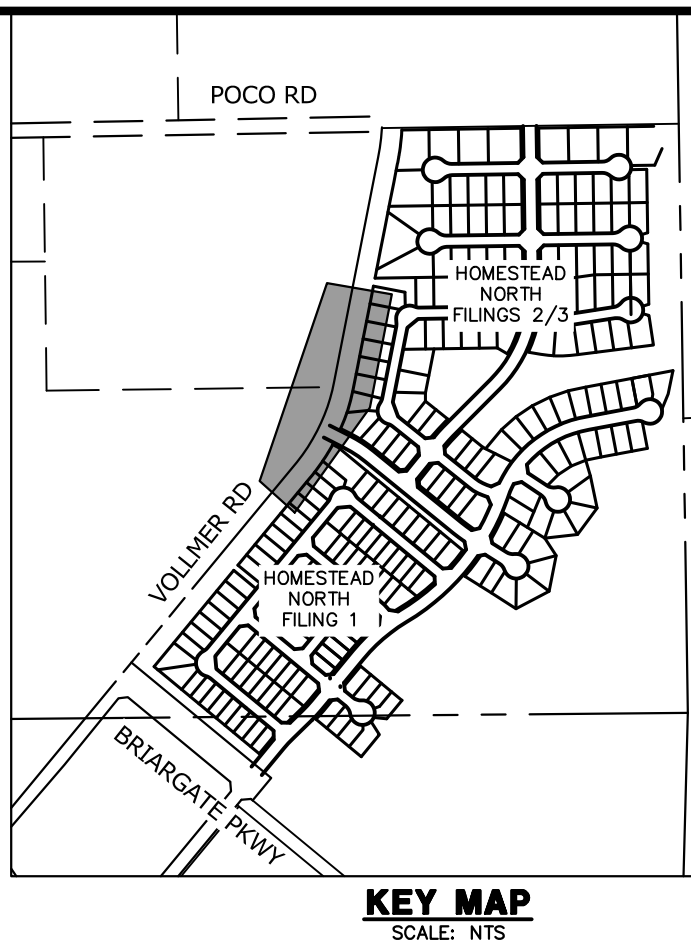 POCO RD
HOMESTEAD
NORTH
FILINGS 2/3
VOLLMER RD
HOMESTEAD
NORTH
FILING 1
BRIARGATE PKWY
KEY MAP
SCALE: NTS